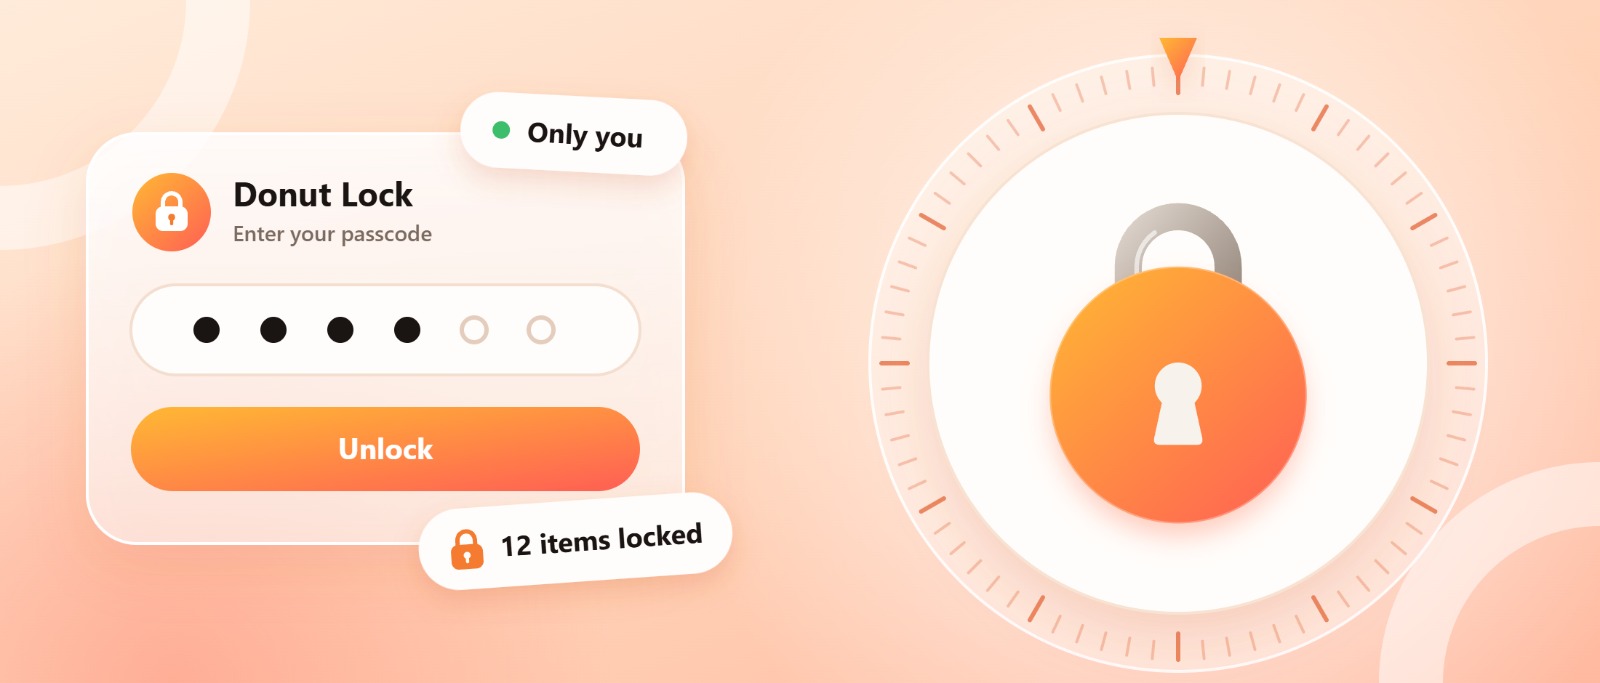 Only you
Donut Lock
Enter your passcode
Unlock
12 items locked